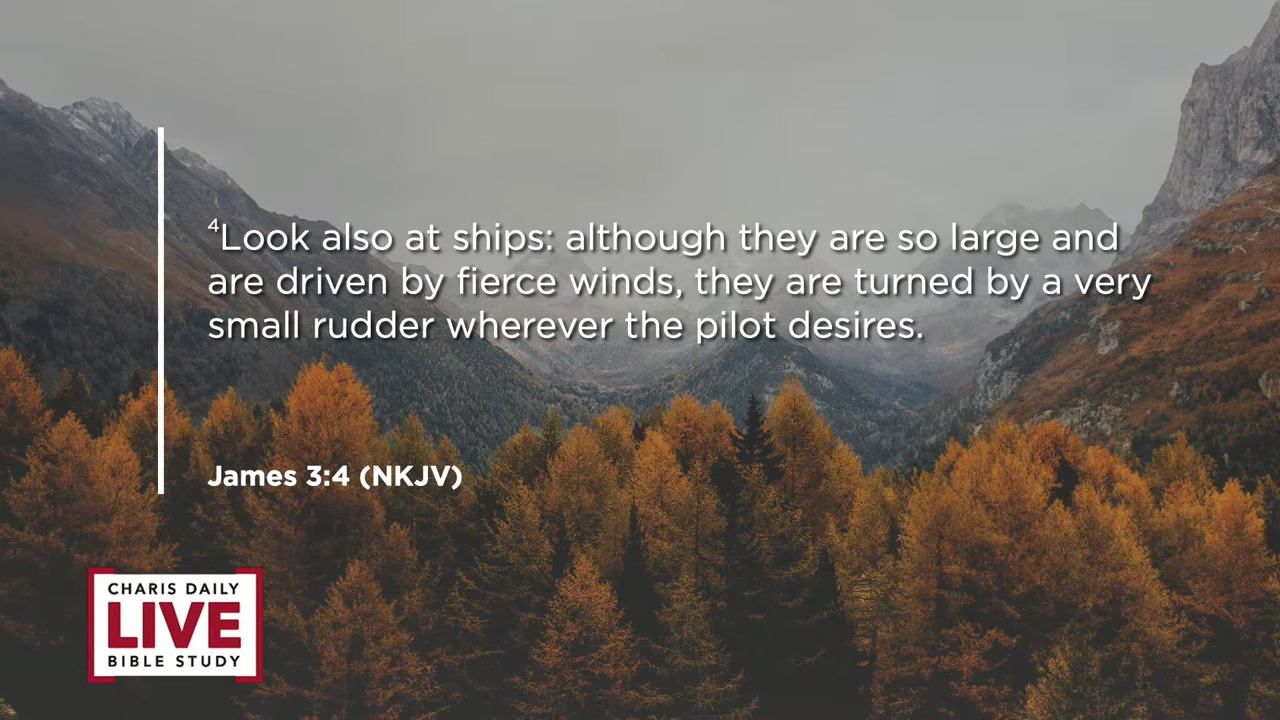 ⁴Look also at ships: although they are so large and
are driven by fierce winds, they are turned by a very
small rudder wherever the pilot desires.
James 3:4 (NKJV)
CHARIS DAILY
LIVE
BIBLE STUDY